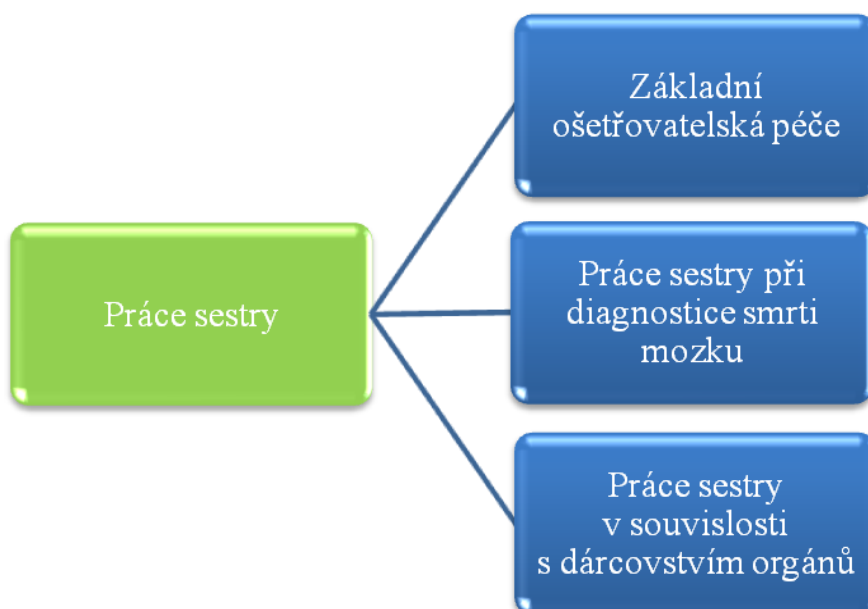 Základní
ošetřovatelská péče
Práce sestry
Práce sestry při
diagnostice smrti
mozku
Práce sestry
v souvislosti
s dárcovstvím orgánů